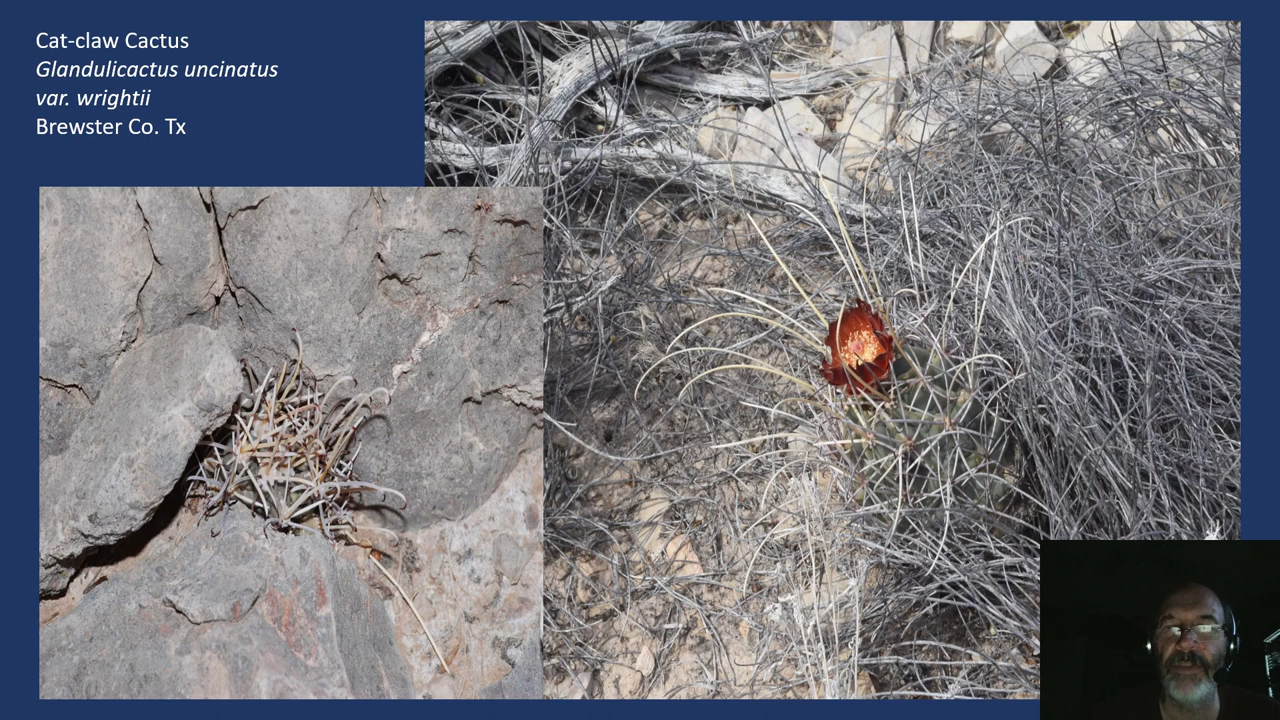 Cat-claw Cactus
Glandulicactus uncinatus
var. wrightii
Brewster Co. Tx